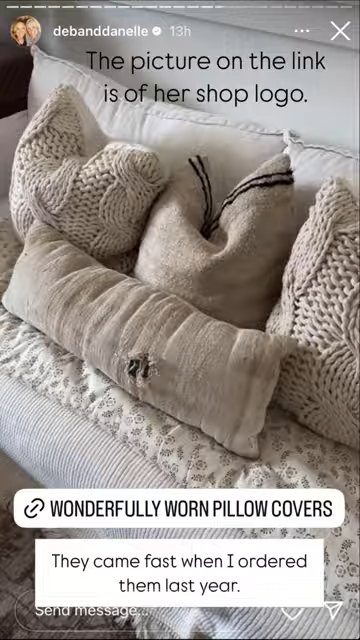 debanddanelle 13h
The picture on the link
is of her shop logo.
WONDERFULLY WORN PILLOW COVERS
They came fast when I ordered
them last year.
Send message...